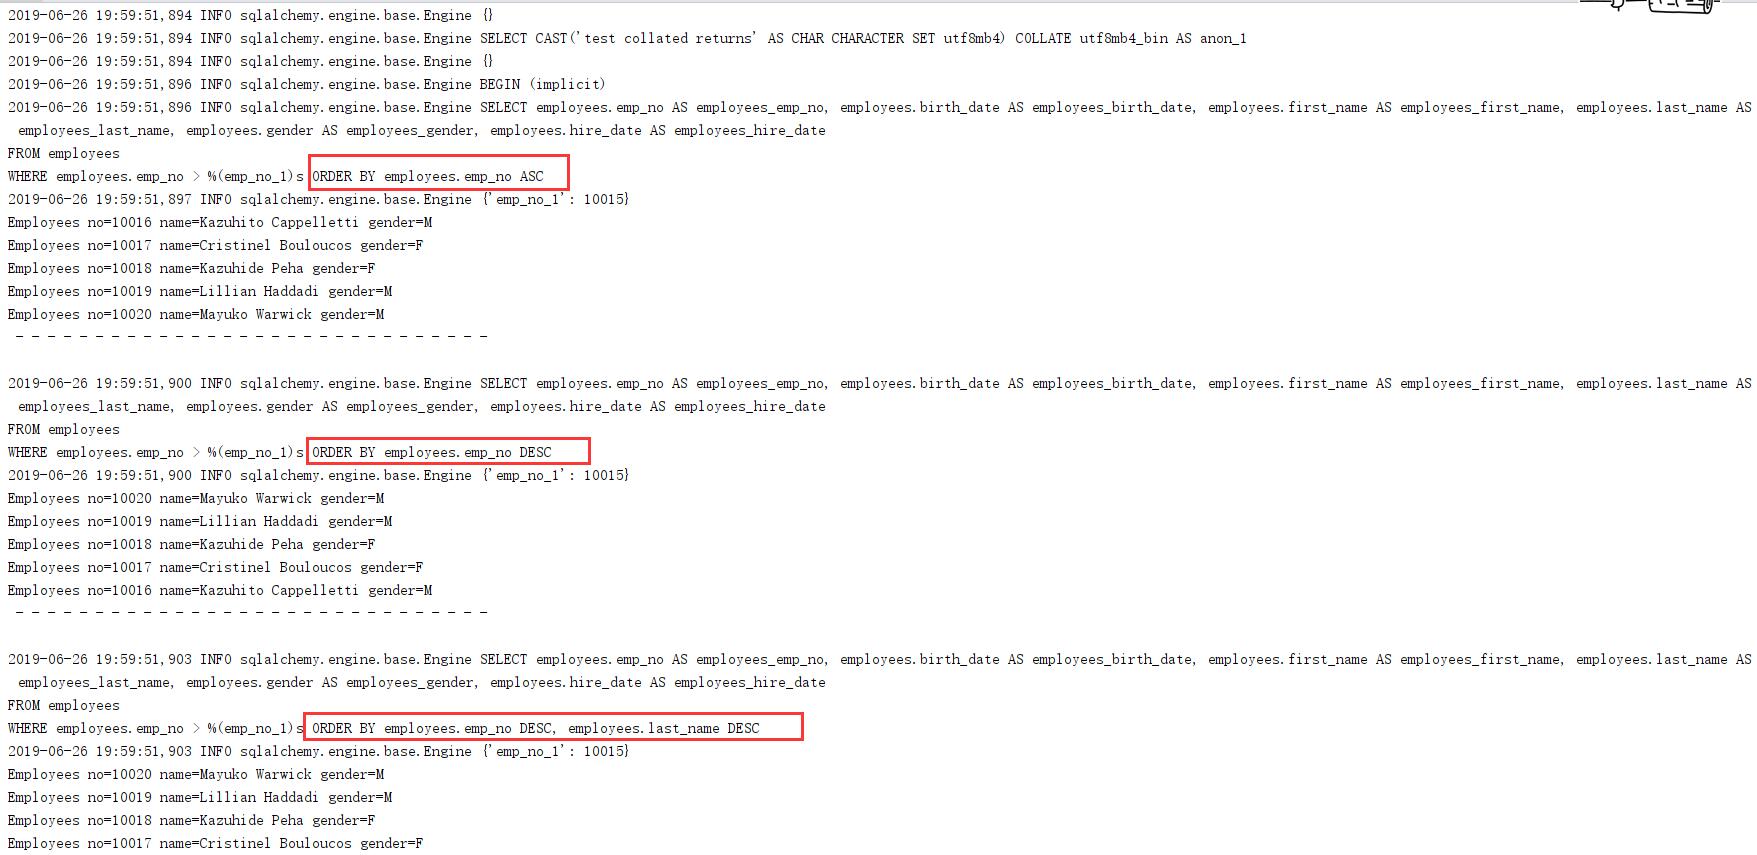 2019-06-26 19:59:51,894 INFO sqlalchemy.engine.base.Engine {}
2019-06-26 19:59:51,894 INFO sqlalchemy.engine.base.Engine SELECT CAST('test collated returns' AS CHAR CHARACTER SET utf8mb4) COLLATE utf8mb4_bin AS anon_1
2019-06-26 19:59:51,894 INFO sqlalchemy.engine.base.Engine {}
2019-06-26 19:59:51,896 INFO sqlalchemy.engine.base.Engine BEGIN (implicit)
2019-06-26 19:59:51,896 INFO sqlalchemy.engine.base.Engine SELECT employees.emp_no AS employees_emp_no, employees.birth_date AS employees_birth_date, employees.first_name AS employees_first_name, employees.last_name AS
employees_last_name, employees.gender AS employees_gender, employees.hire_date AS employees_hire_date
FROM employees
WHERE employees.emp_no > %(emp_no_1)s ORDER BY employees.emp_no ASC
2019-06-26 19:59:51,897 INFO sqlalchemy.engine.base.Engine {'emp_no_1': 10015}
Employees no=10016 name=Kazuhito Cappelletti gender=M
Employees no=10017 name=Cristinel Bouloucos gender=F
Employees no=10018 name=Kazuhide Peha gender=F
Employees no=10019 name=Lillian Haddadi gender=M
Employees no=10020 name=Mayuko Warwick gender=M
- - - - - - - - - - - - - - - - - - - - - - - - - - - - - -
2019-06-26 19:59:51,900 INFO sqlalchemy.engine.base.Engine SELECT employees.emp_no AS employees_emp_no, employees.birth_date AS employees_birth_date, employees.first_name AS employees_first_name, employees.last_name AS
employees_last_name, employees.gender AS employees_gender, employees.hire_date AS employees_hire_date
FROM employees
WHERE employees.emp_no > %(emp_no_1)s ORDER BY employees.emp_no DESC
2019-06-26 19:59:51,900 INFO sqlalchemy.engine.base.Engine {'emp_no_1': 10015}
Employees no=10020 name=Mayuko Warwick gender=M
Employees no=10019 name=Lillian Haddadi gender=M
Employees no=10018 name=Kazuhide Peha gender=F
Employees no=10017 name=Cristinel Bouloucos gender=F
Employees no=10016 name=Kazuhito Cappelletti gender=M
- - - - - - - - - - - - - - - - - - - - - - - - - - - - - -
2019-06-26 19:59:51,903 INFO sqlalchemy.engine.base.Engine SELECT employees.emp_no AS employees_emp_no, employees.birth_date AS employees_birth_date, employees.first_name AS employees_first_name, employees.last_name AS
employees_last_name, employees.gender AS employees_gender, employees.hire_date AS employees_hire_date
FROM employees
WHERE employees.emp_no > %(emp_no_1)s ORDER BY employees.emp_no DESC, employees.last_name DESC
2019-06-26 19:59:51,903 INFO sqlalchemy.engine.base.Engine {'emp_no_1': 10015}
Employees no=10020 name=Mayuko Warwick gender=M
Employees no=10019 name=Lillian Haddadi gender=M
Employees no=10018 name=Kazuhide Peha gender=F
Employees no=10017 name=Cristinel Bouloucos gender=F